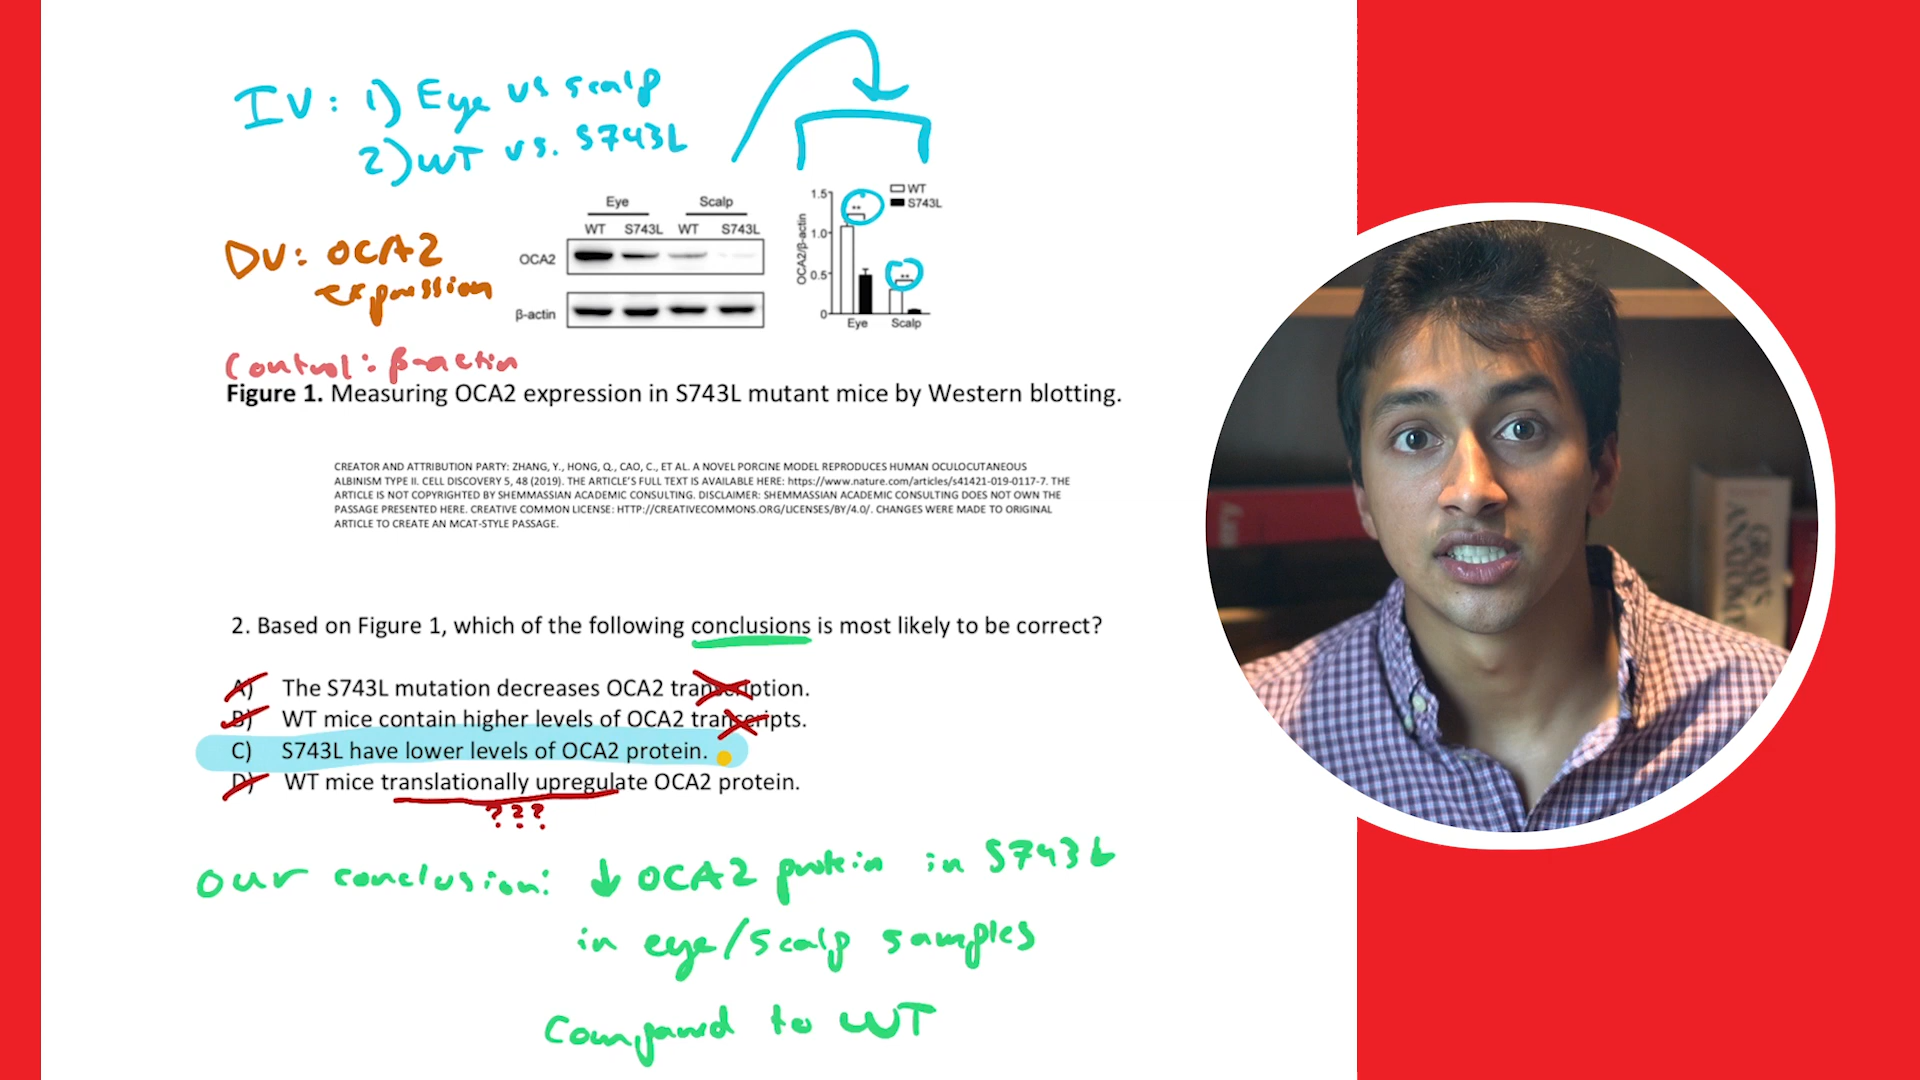 IV: 1) Eye vs scalp
2) WT vs. S743L
DV: OCA2
expression
Control: β-actin
Eye Scalp
WT S743L WT S743L
OCA2
β-actin
OCA2/β-actin
1.5
1.0
0.5
0
** **
WT
S743L
Eye Scalp
Figure 1. Measuring OCA2 expression in S743L mutant mice by Western blotting.
CREATOR AND ATTRIBUTION PARTY: ZHANG, Y., HONG, Q., CAO, C., ET AL. A NOVEL PORCINE MODEL REPRODUCES HUMAN OCULOCUTANEOUS
ALBINISM TYPE II. CELL DISCOVERY 5, 48 (2019). THE ARTICLE'S FULL TEXT IS AVAILABLE HERE: https://www.nature.com/articles/s41421-019-0117-7. THE
ARTICLE IS NOT COPYRIGHTED BY SHEMMASSIAN ACADEMIC CONSULTING. DISCLAIMER: SHEMMASSIAN ACADEMIC CONSULTING DOES NOT OWN THE
PASSAGE PRESENTED HERE. CREATIVE COMMON LICENSE: HTTP://CREATIVECOMMONS.ORG/LICENSES/BY/4.0/. CHANGES WERE MADE TO ORIGINAL
ARTICLE TO CREATE AN MCAT-STYLE PASSAGE.
2. Based on Figure 1, which of the following conclusions is most likely to be correct?
A) The S743L mutation decreases OCA2 transcription.
B) WT mice contain higher levels of OCA2 transcripts.
C) S743L have lower levels of OCA2 protein.
D) WT mice translationally upregulate OCA2 protein.
???
our conclusion: ↓ OCA2 protein in S743L
in eye/scalp samples
compared to WT
GRAY'S
ANATOMY